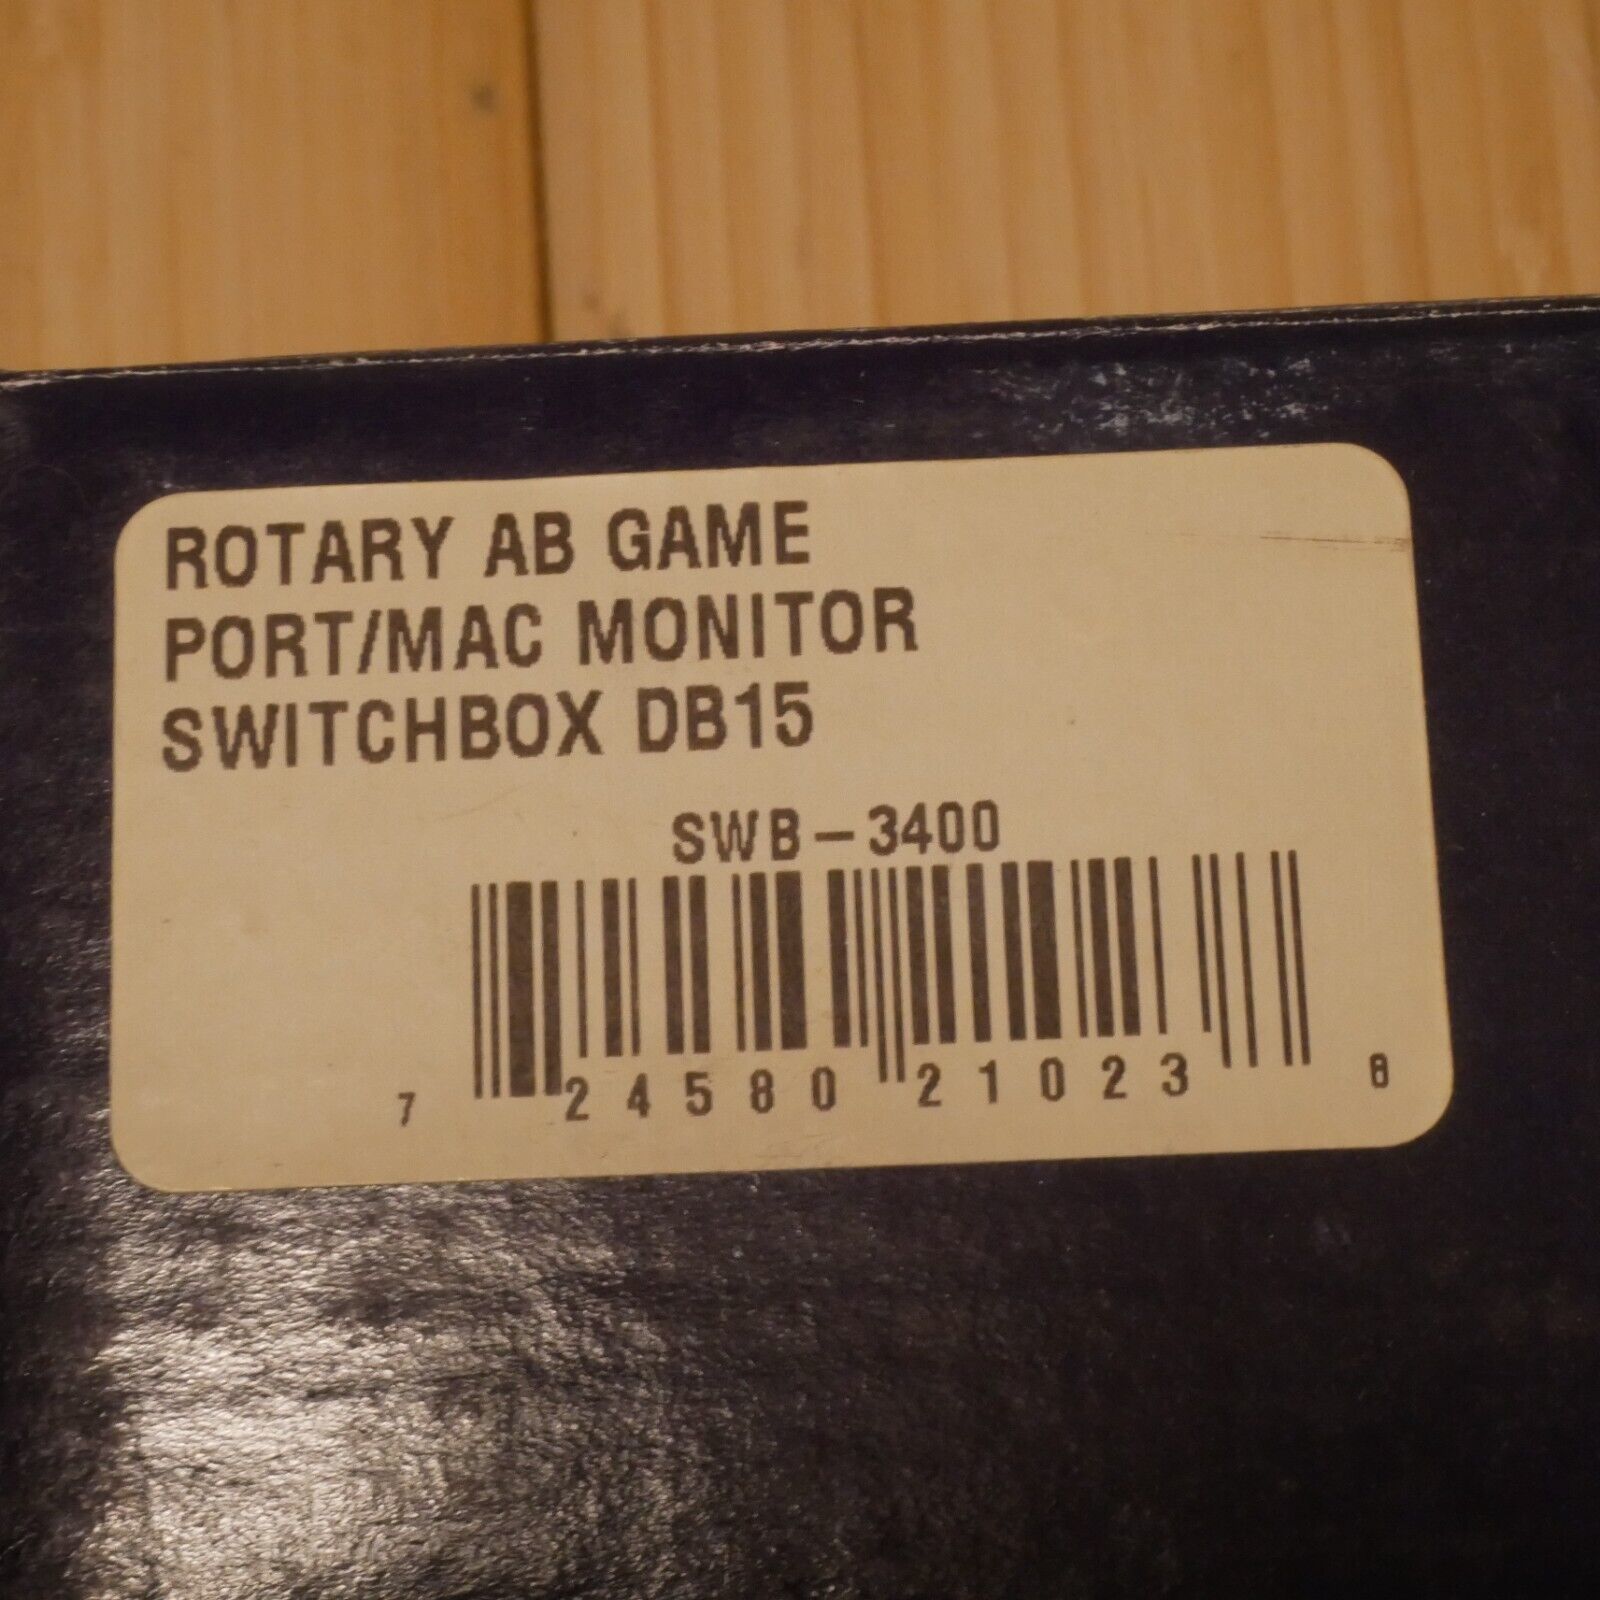 ROTARY AB GAME
PORT/MAC MONITOR
SWITCHBOX DB15
SWB-3400
7 24580 21023 8